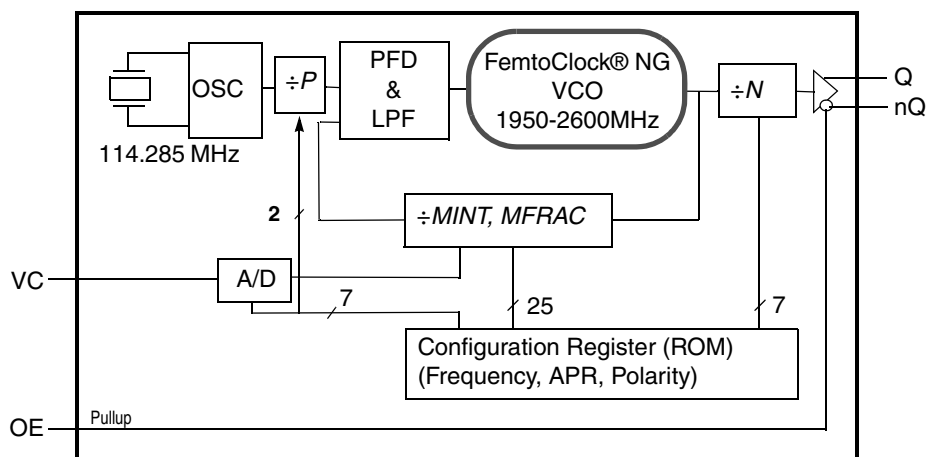 OSC
÷P
PFD
&
LPF
FemtoClock® NG
VCO
1950-2600MHz
÷N
Q
nQ
114.285 MHz
2
÷MINT, MFRAC
VC
A/D
7
25
7
Configuration Register (ROM)
(Frequency, APR, Polarity)
OE
Pullup